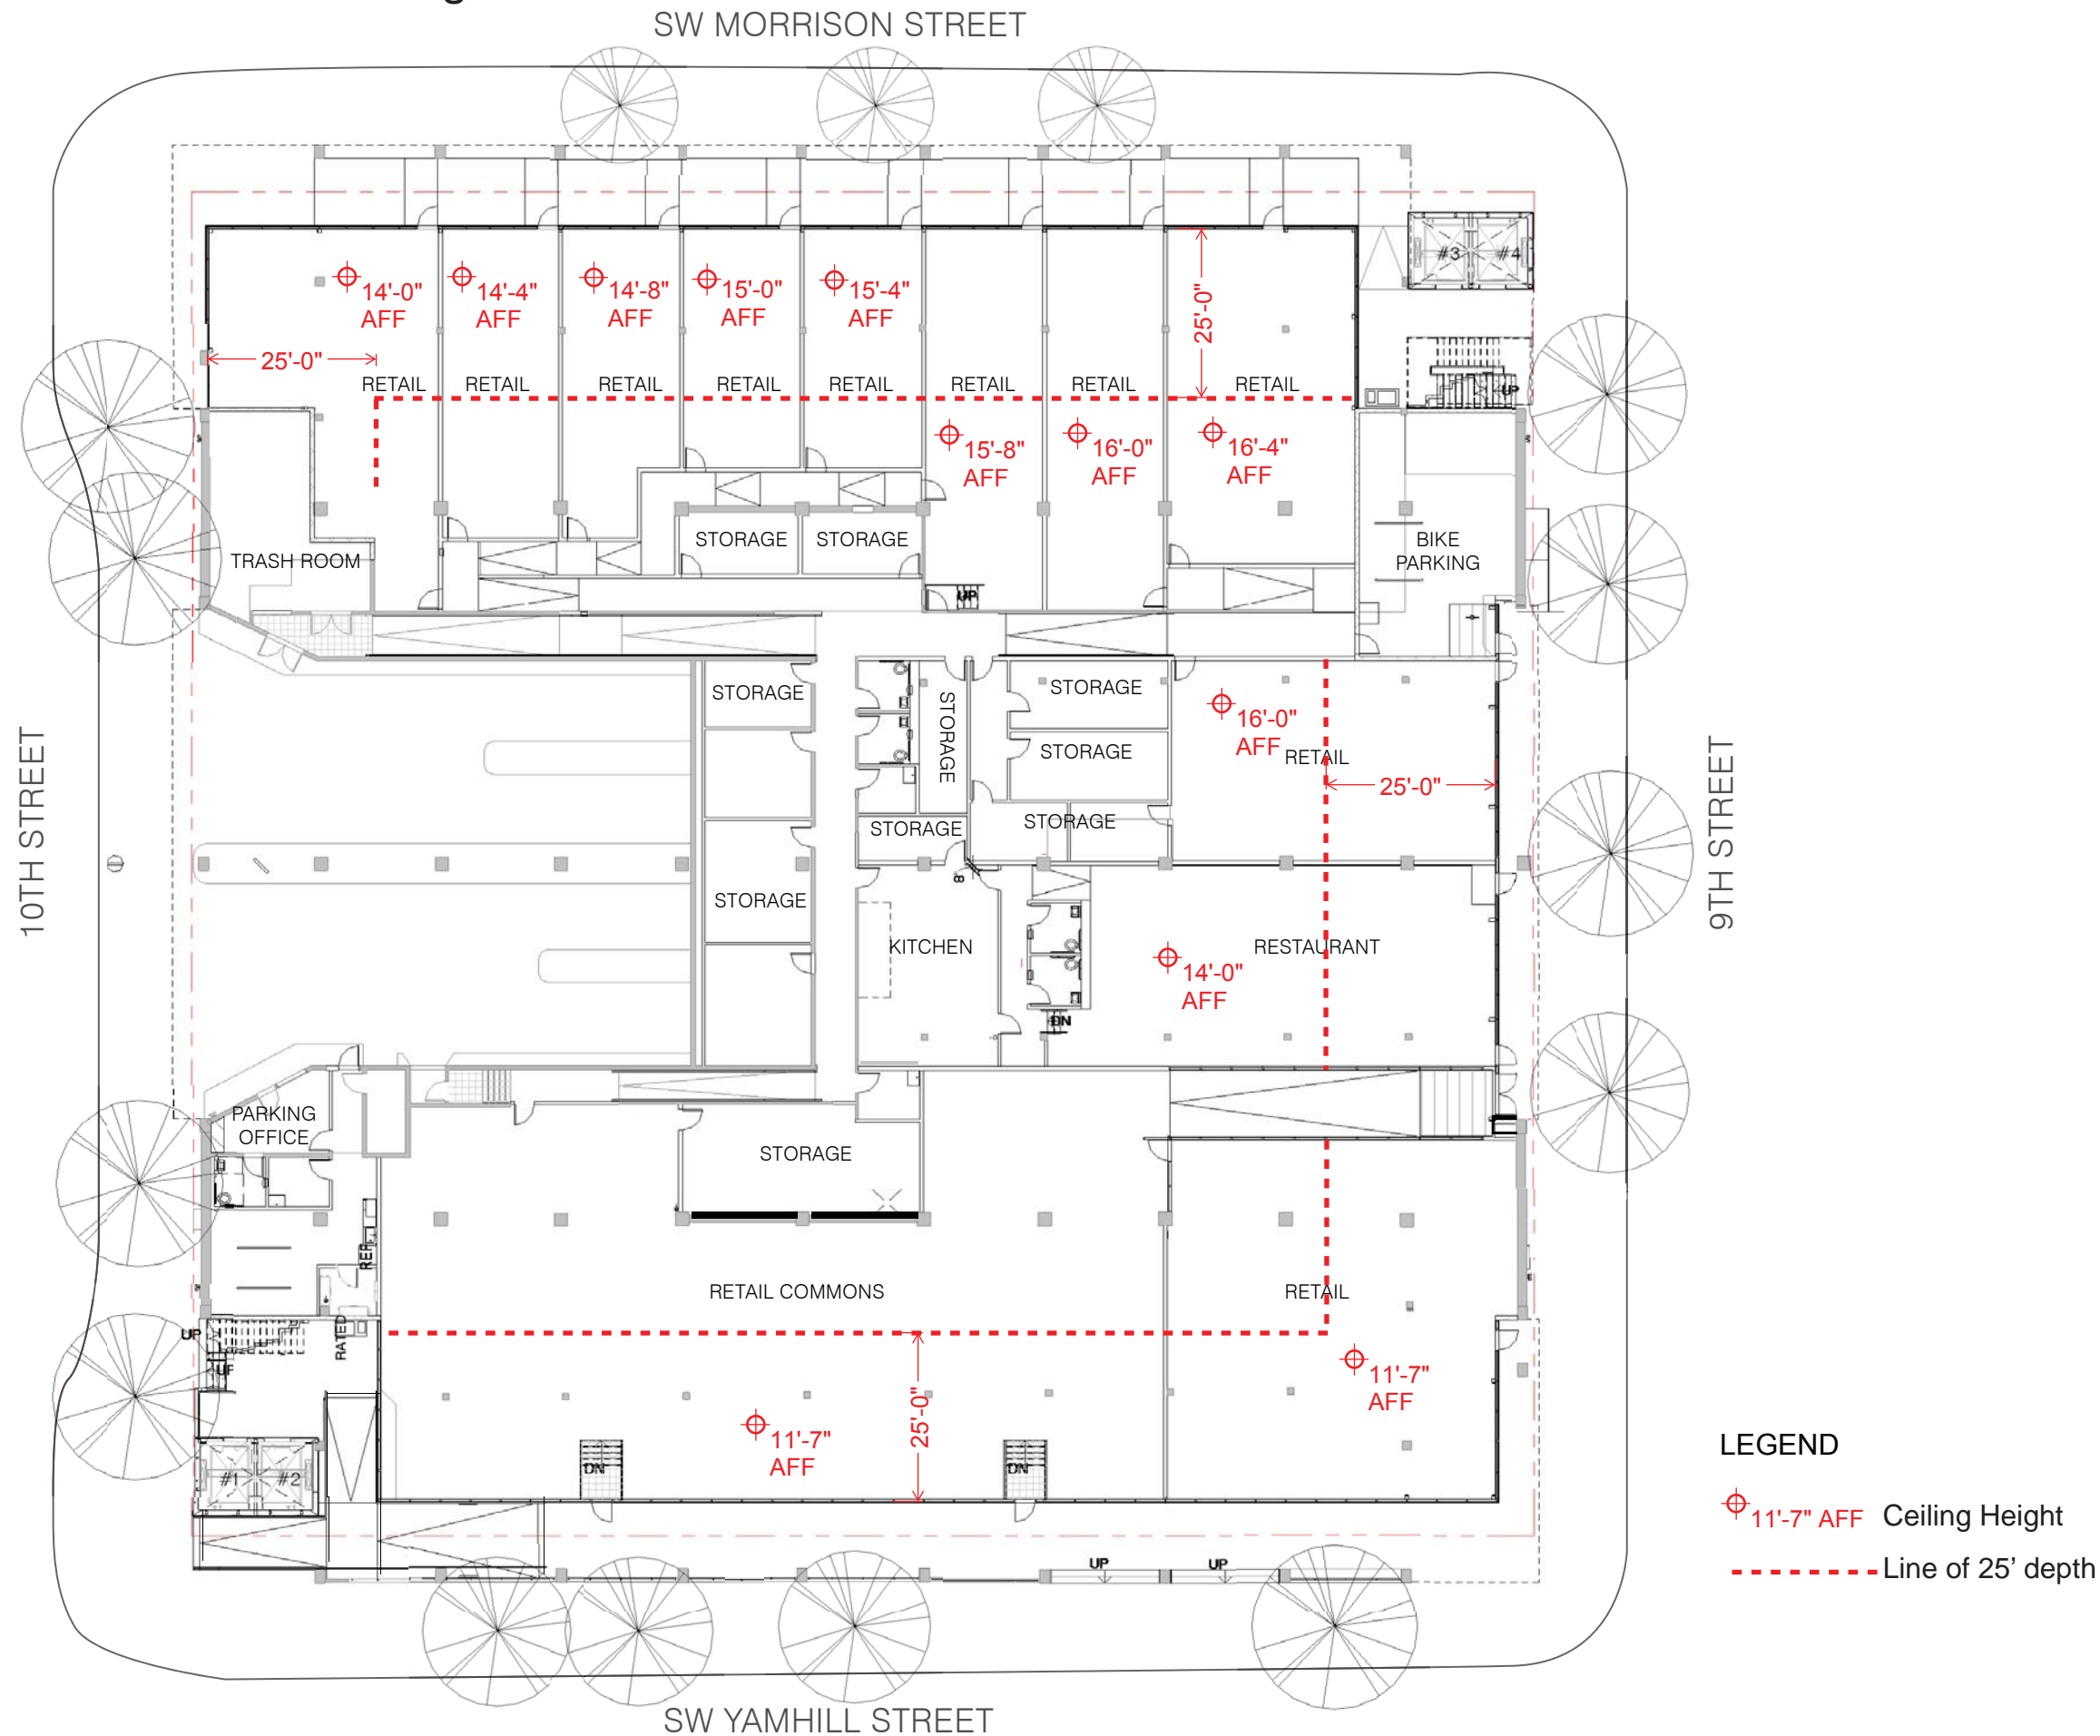 SW MORRISON STREET
#3 #4
14'-0"
AFF
14'-4"
AFF
14'-8"
AFF
15'-0"
AFF
15'-4"
AFF
25'-0"
25'-0"
RETAIL
RETAIL
RETAIL
RETAIL
RETAIL
RETAIL
RETAIL
RETAIL
UP
15'-8"
AFF
16'-0"
AFF
16'-4"
AFF
TRASH ROOM
STORAGE
STORAGE
BIKE
PARKING
UP
STORAGE
STORAGE
STORAGE
STORAGE
16'-0"
AFF
RETAIL
25'-0"
STORAGE
STORAGE
10TH STREET
9TH STREET
STORAGE
KITCHEN
RESTAURANT
14'-0"
AFF
DN
PARKING
OFFICE
STORAGE
REF
RETAIL COMMONS
RETAIL
UP
UP
RATED
11'-7"
AFF
25'-0"
11'-7"
AFF
#1 #2
DN
DN
UP
UP
LEGEND
11'-7" AFF Ceiling Height
Line of 25’ depth
SW YAMHILL STREET